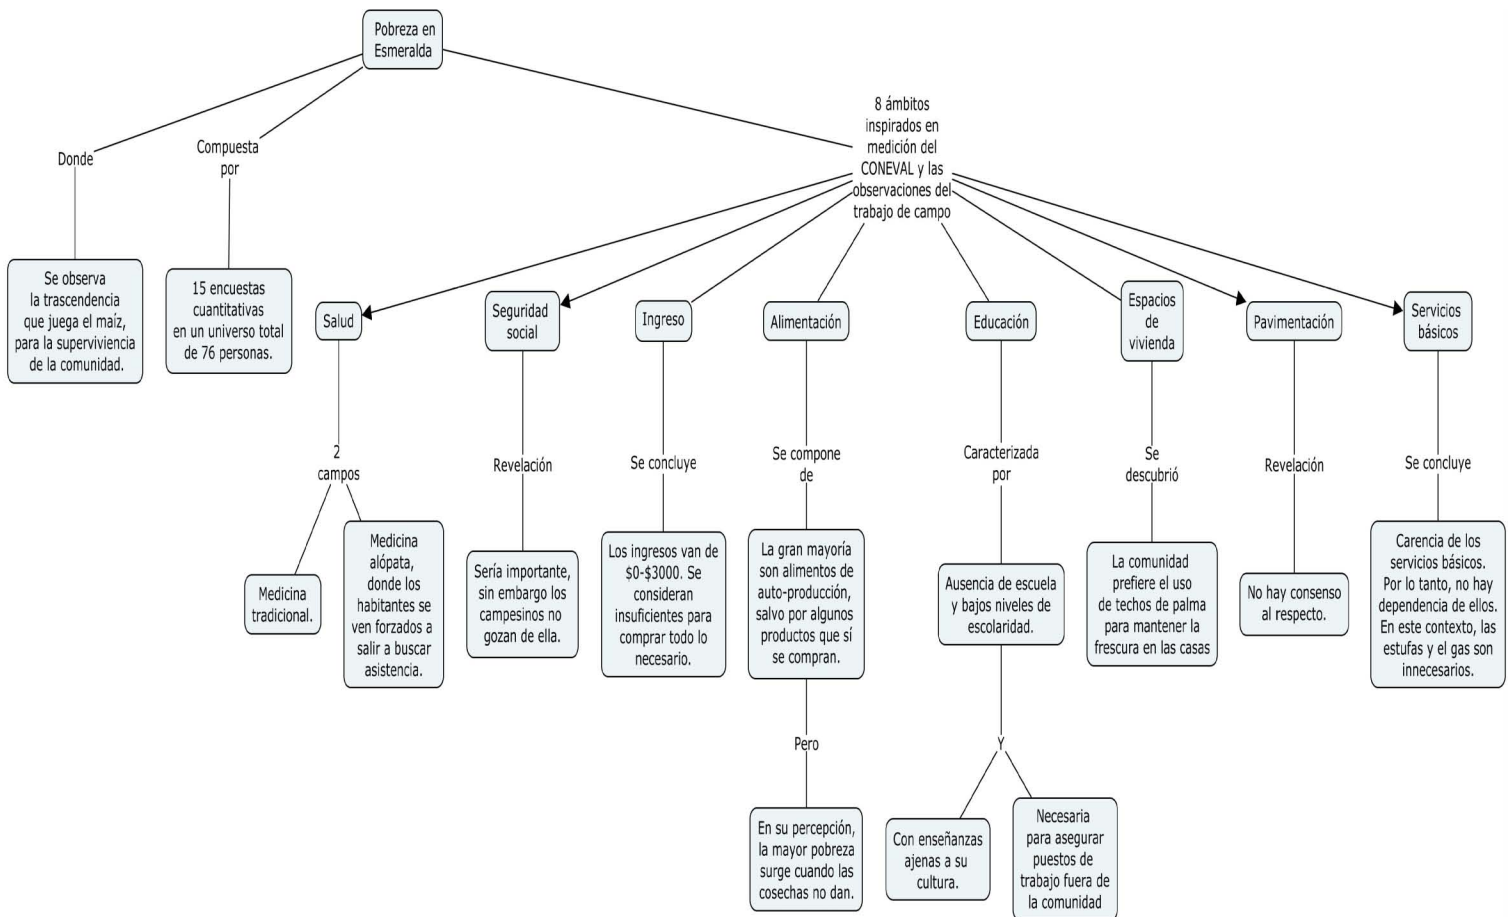 Pobreza en
Esmeralda
8 ámbitos
inspirados en
medición del
CONEVAL y las
observaciones del
trabajo de campo
Donde
Compuesta
por
Se observa
la trascendencia
que juega el maíz,
para la superviviencia
de la comunidad.
15 encuestas
cuantitativas
en un universo total
de 76 personas.
Salud
Seguridad
social
Ingreso
Alimentación
Educación
Espacios
de
vivienda
Pavimentación
Servicios
básicos
2
campos
Revelación
Se concluye
Se compone
de
Caracterizada
por
Se
descubrió
Revelación
Se concluye
Medicina
tradicional.
Medicina
alópata,
donde los
habitantes se
ven forzados a
salir a buscar
asistencia.
Sería importante,
sin embargo los
campesinos no
gozan de ella.
Los ingresos van de
$0-$3000. Se
consideran
insuficientes para
comprar todo lo
necesario.
La gran mayoría
son alimentos de
auto-producción,
salvo por algunos
productos que sí
se compran.
Ausencia de escuela
y bajos niveles de
escolaridad.
La comunidad
prefiere el uso
de techos de palma
para mantener la
frescura en las casas
No hay consenso
al respecto.
Carencia de los
servicios básicos.
Por lo tanto, no hay
dependencia de ellos.
En este contexto, las
estufas y el gas son
innecesarios.
Pero
Y
En su percepción,
la mayor pobreza
surge cuando las
cosechas no dan.
Con enseñanzas
ajenas a su
cultura.
Necesaria
para asegurar
puestos de
trabajo fuera de
la comunidad